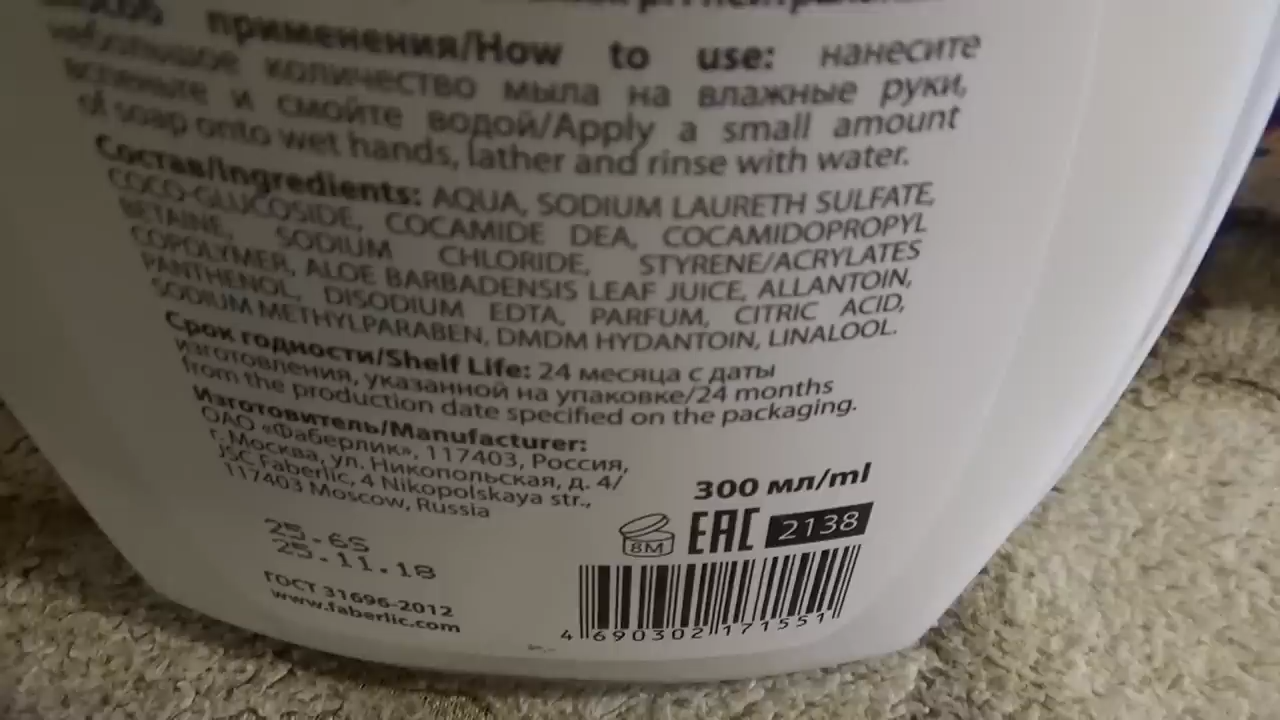 применения/How to use: нанесите
небольшое количество мыла на влажные руки,
вспеньте и смойте водой/Apply a small amount
of soap onto wet hands, lather and rinse with water.
Состав/Ingredients: AQUA, SODIUM LAURETH SULFATE,
COCO-GLUCOSIDE, COCAMIDE DEA, COCAMIDOPROPYL
BETAINE, SODIUM CHLORIDE, STYRENE/ACRYLATES
COPOLYMER, ALOE BARBADENSIS LEAF JUICE, ALLANTOIN,
PANTHENOL, DISODIUM EDTA, PARFUM, CITRIC ACID,
SODIUM METHYLPARABEN, DMDM HYDANTOIN, LINALOOL.
Срок годности/Shelf Life: 24 месяца с даты
изготовления, указанной на упаковке/24 months
from the production date specified on the packaging.
Изготовитель/Manufacturer:
ОАО «Фаберлик», 117403, Россия,
г. Москва, ул. Никопольская, д. 4/
JSC Faberlic, 4 Nikopolskaya str.,
117403 Moscow, Russia
300 мл/ml
8M EAC 2138
25.6S
25.11.18
ГОСТ 31696-2012
www.faberlic.com
4 690302 171551